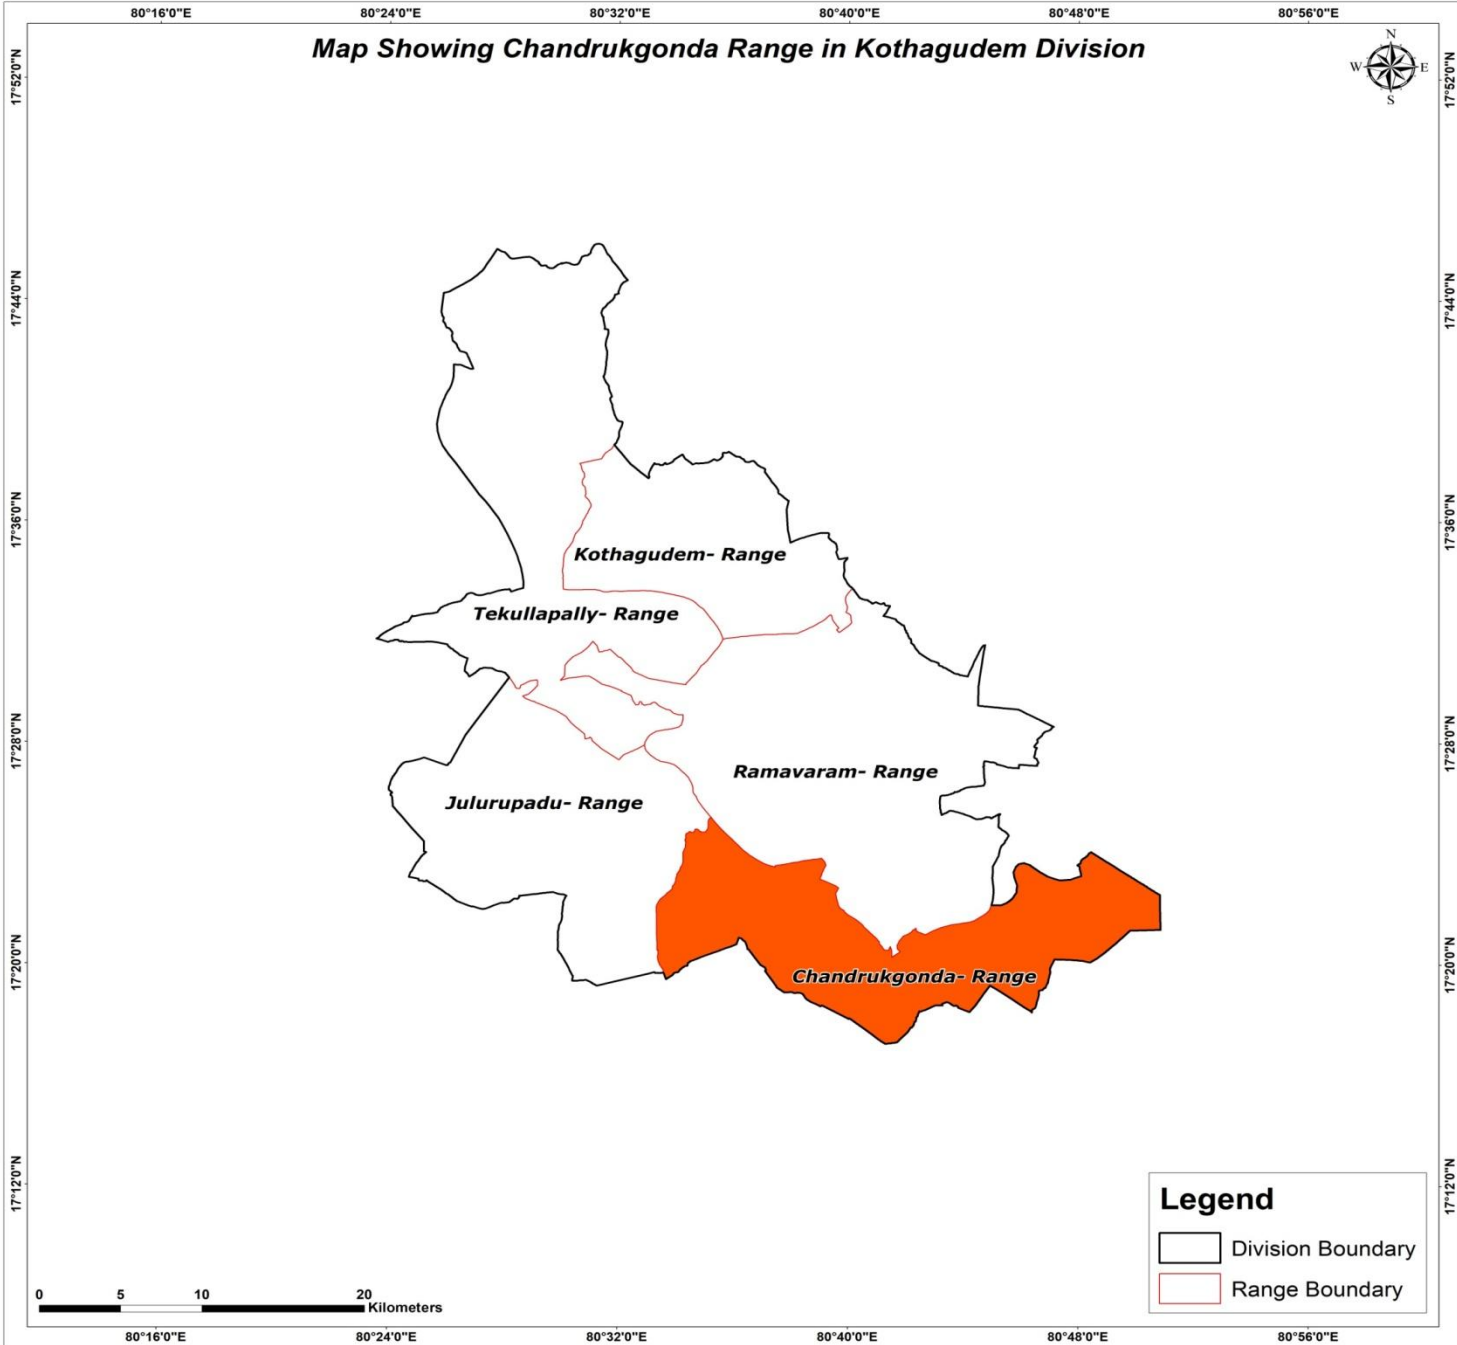 80°16'0"E 80°24'0"E 80°32'0"E 80°40'0"E 80°48'0"E 80°56'0"E
Map Showing Chandrukgonda Range in Kothagudem Division
N
W E
S
17°52'0"N 17°52'0"N
17°44'0"N 17°44'0"N
17°36'0"N 17°36'0"N
Kothagudem- Range
Tekullapally- Range
17°28'0"N 17°28'0"N
Ramavaram- Range
Julurupadu- Range
17°20'0"N 17°20'0"N
Chandrukgonda- Range
17°12'0"N 17°12'0"N
Legend
Division Boundary
Range Boundary
0 5 10 20
Kilometers
80°16'0"E 80°24'0"E 80°32'0"E 80°40'0"E 80°48'0"E 80°56'0"E